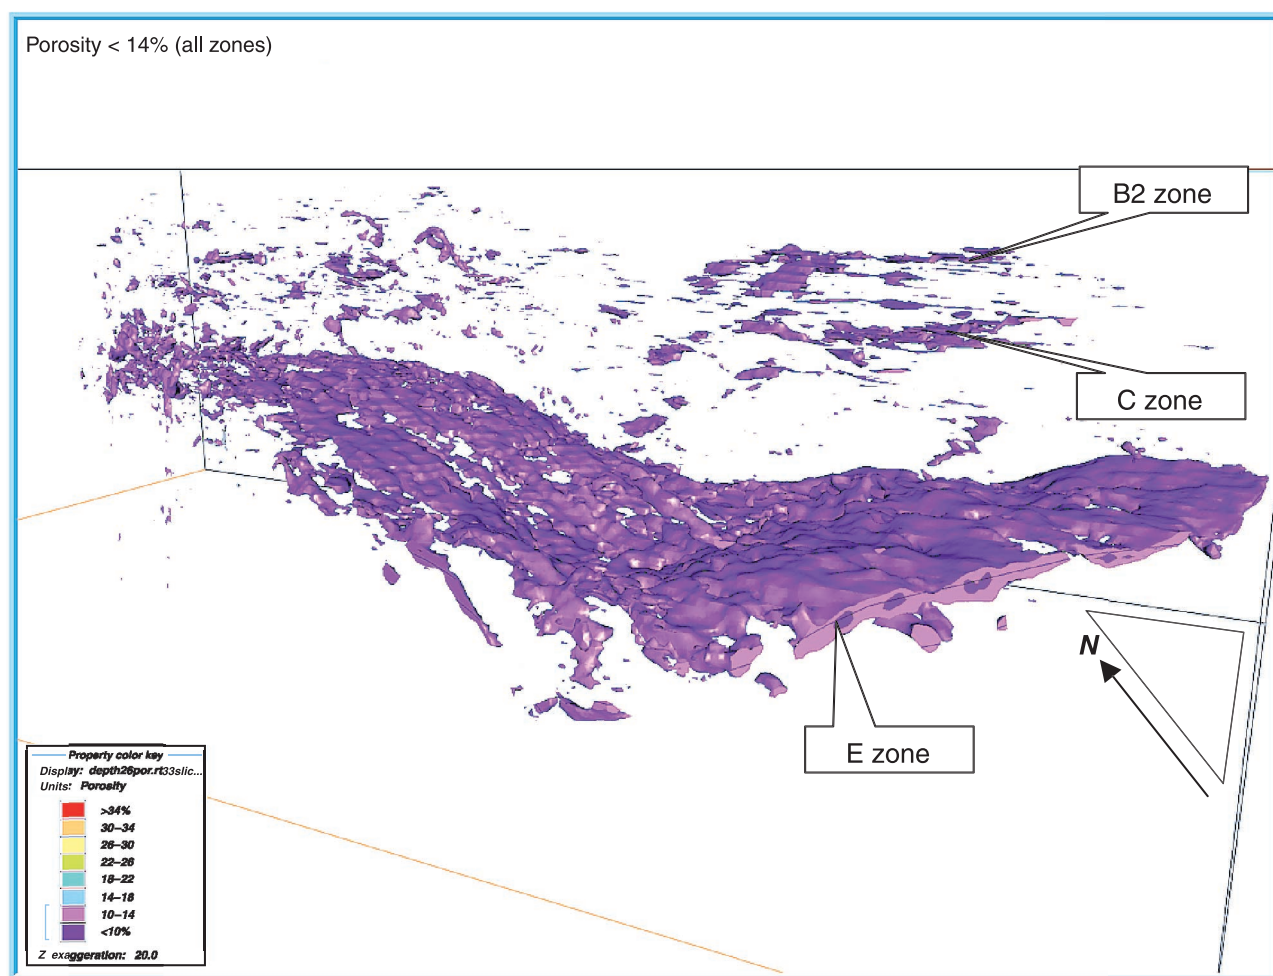 Porosity < 14% (all zones)
B2 zone
C zone
N
E zone
Property color key
Display: depth26por.rt33slic...
Units: Porosity
>34%
30–34
26–30
22–26
18–22
14–18
10–14
<10%
Z exaggeration: 20.0